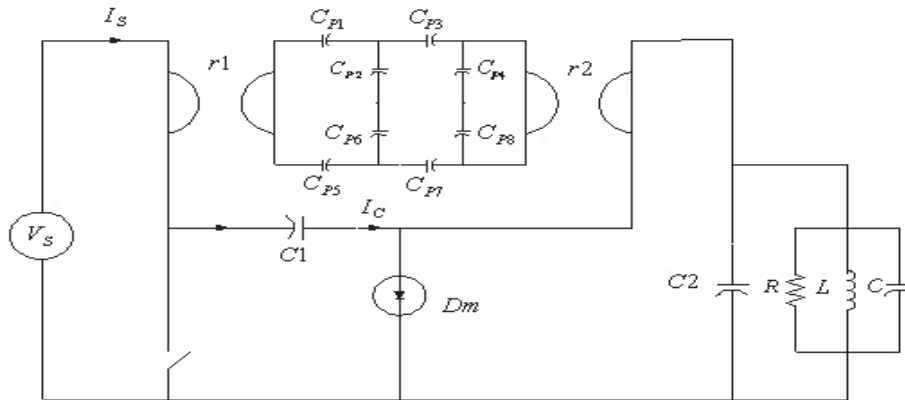 I_S
C_P1
C_P3
r1
C_P2
C_P4
r2
C_P6
C_P8
C_P5
C_P7
V_S
C1
I_C
Dm
C2
R
L
C